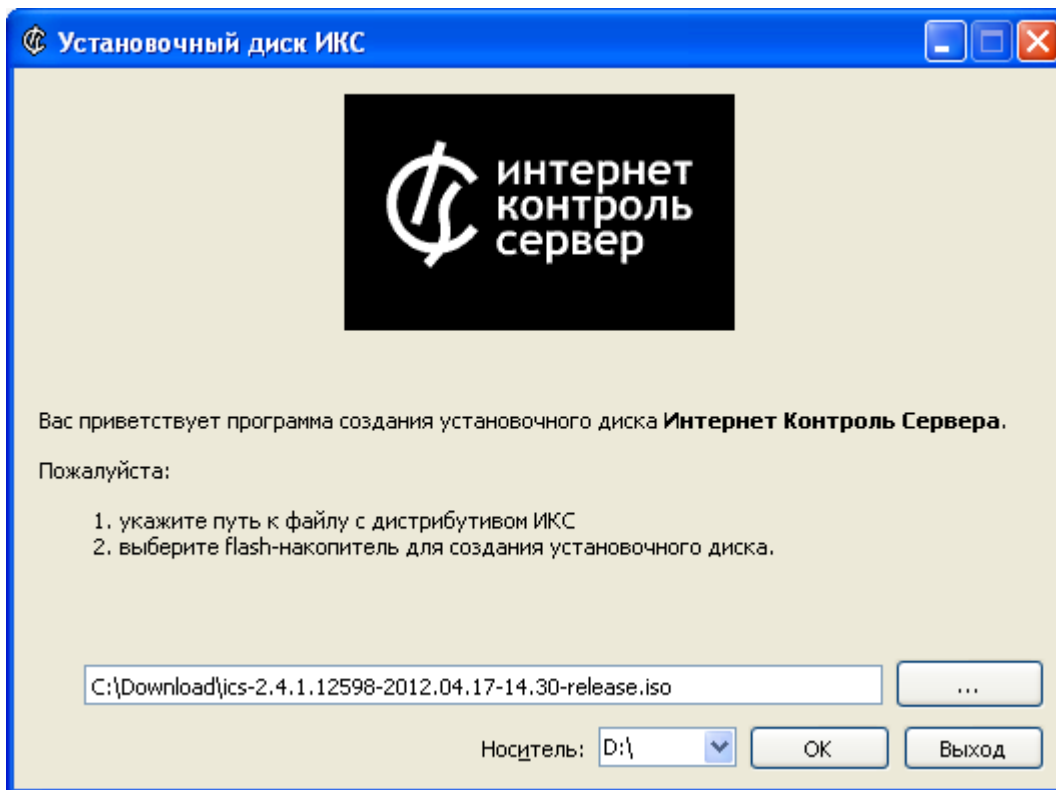 Установочный диск ИКС
интернет
контроль
сервер
Вас приветствует программа создания установочного диска Интернет Контроль Сервера.
Пожалуйста:
1. укажите путь к файлу с дистрибутивом ИКС
2. выберите flash-накопитель для создания установочного диска.
C:\Download\ics-2.4.1.12598-2012.04.17-14.30-release.iso
...
Носитель: D:\ OK Выход